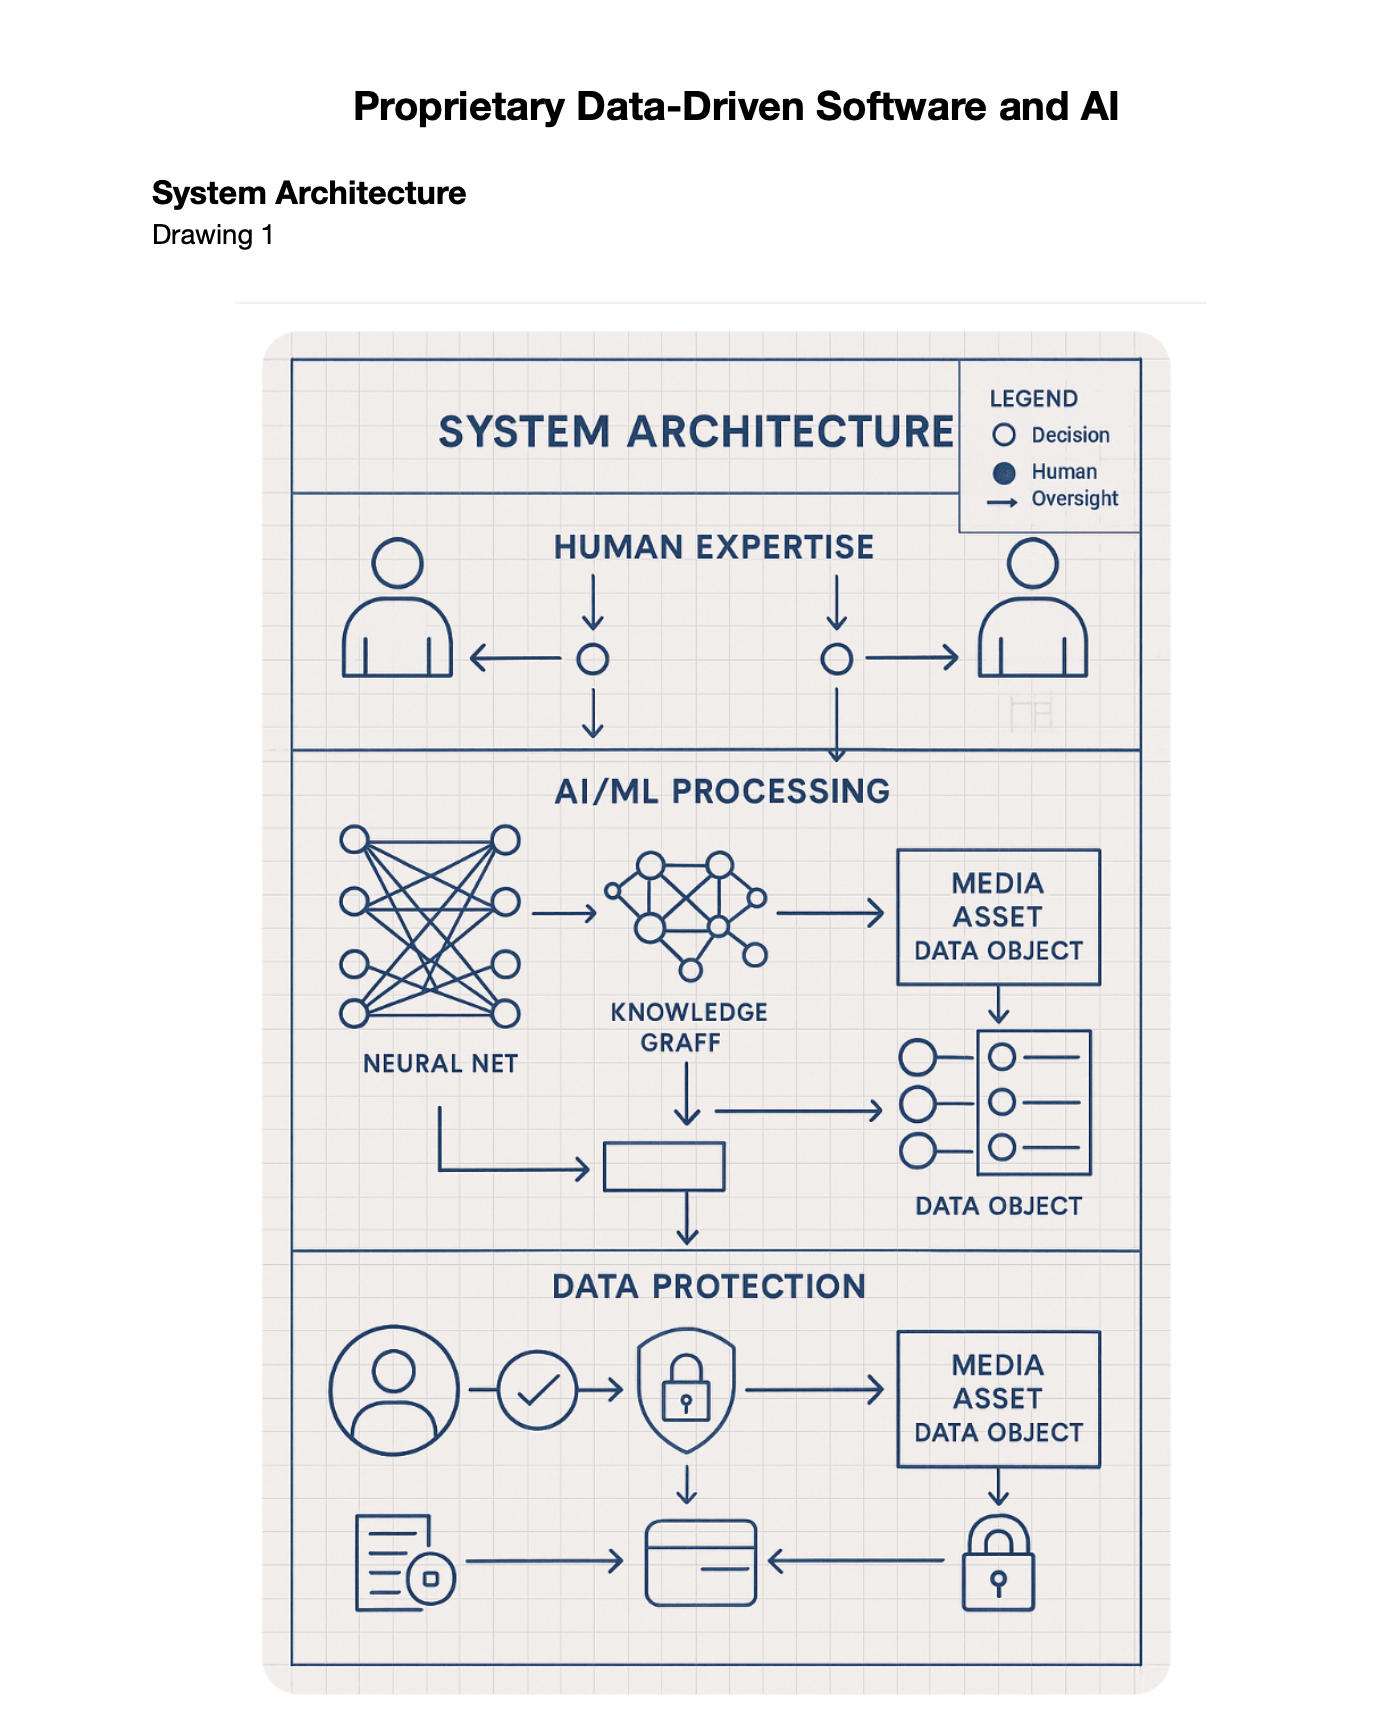 Proprietary Data-Driven Software and AI
System Architecture
Drawing 1
SYSTEM ARCHITECTURE
LEGEND
Decision
Human
Oversight
HUMAN EXPERTISE
AI/ML PROCESSING
MEDIA
ASSET
DATA OBJECT
KNOWLEDGE
GRAFF
NEURAL NET
DATA OBJECT
DATA PROTECTION
MEDIA
ASSET
DATA OBJECT